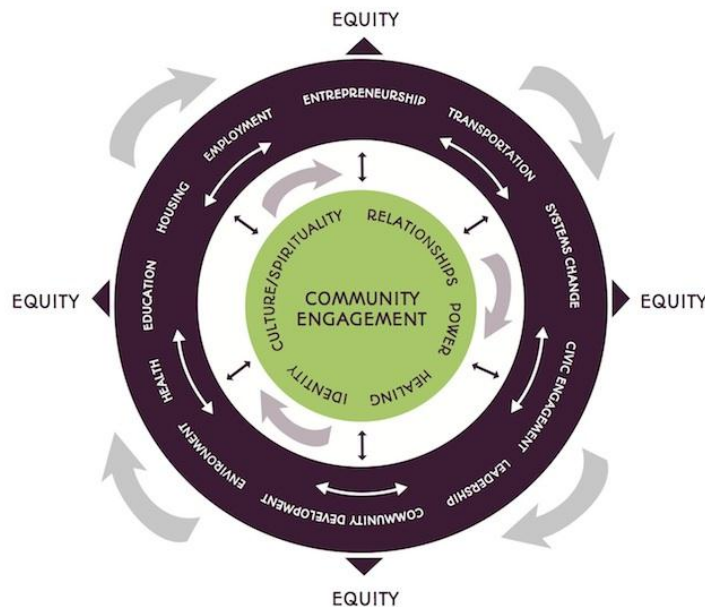 EQUITY
ENTREPRENEURSHIP
TRANSPORTATION
SYSTEMS CHANGE
CIVIC ENGAGEMENT
LEADERSHIP
COMMUNITY DEVELOPMENT
ENVIRONMENT
HEALTH
EDUCATION
HOUSING
EMPLOYMENT
CULTURE/SPIRITUALITY
RELATIONSHIPS
POWER
HEALING
IDENTITY
COMMUNITY
ENGAGEMENT
EQUITY
EQUITY
EQUITY